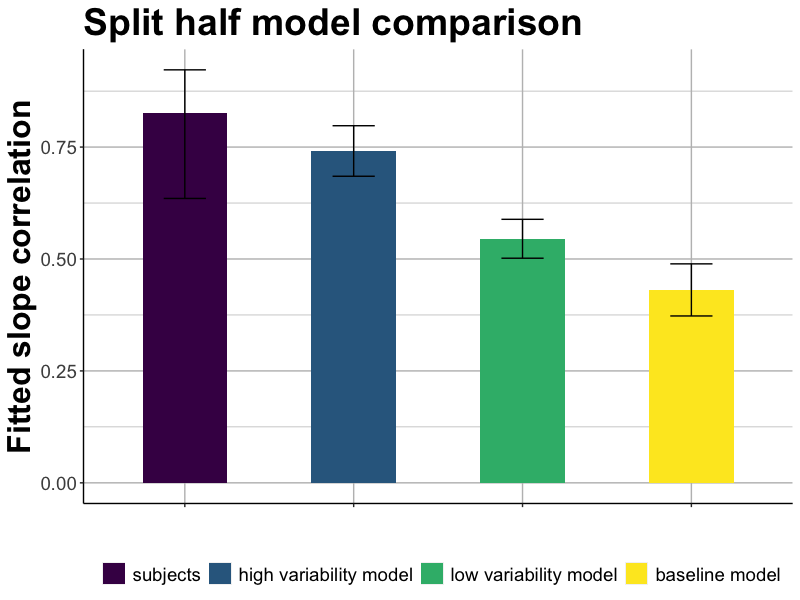 Split half model comparison
Fitted slope correlation
0.75
0.50
0.25
0.00
subjects high variability model low variability model baseline model